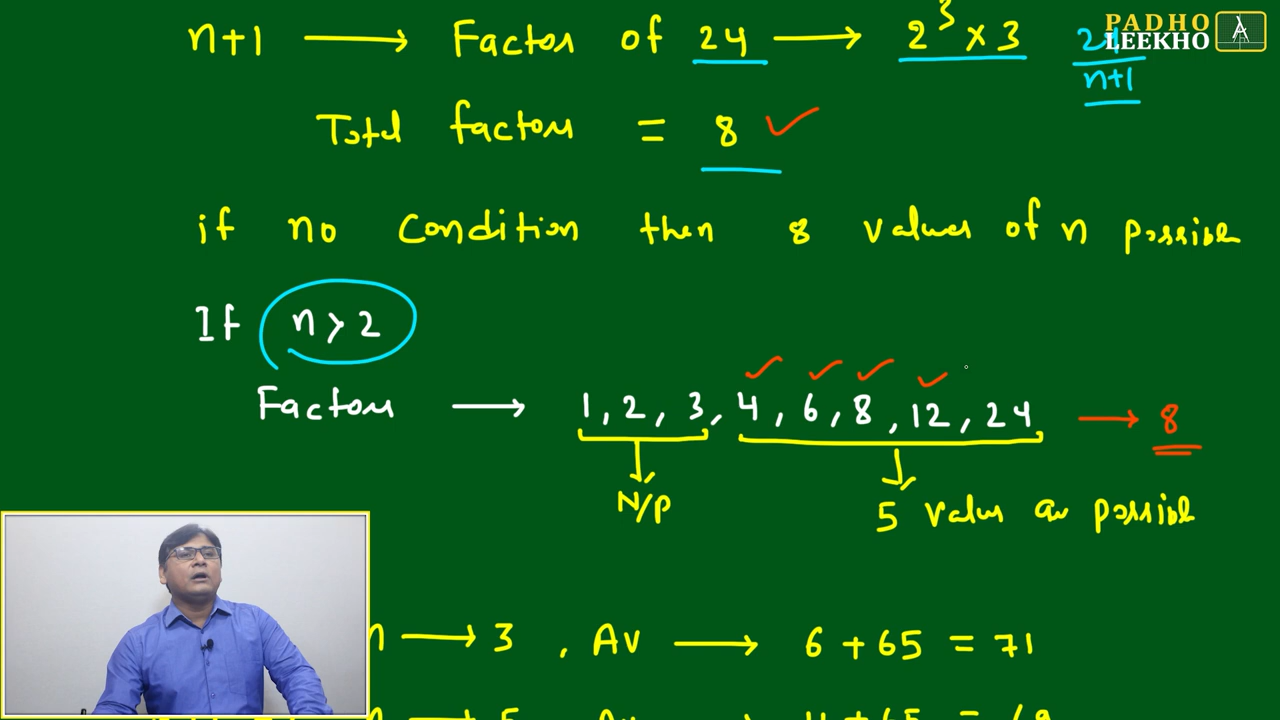 n+1 ⟶ Factor of 24 ⟶ 2³ × 3
24/n+1
PADHO
LEEKHO
Total factors = 8 ✓
if no condition then 8 values of n possible
If n > 2
Factors ⟶ 1, 2, 3, 4, 6, 8, 12, 24 ⟶ 8
N/P
5 values are possible
n ⟶ 3, Av ⟶ 6 + 65 = 71